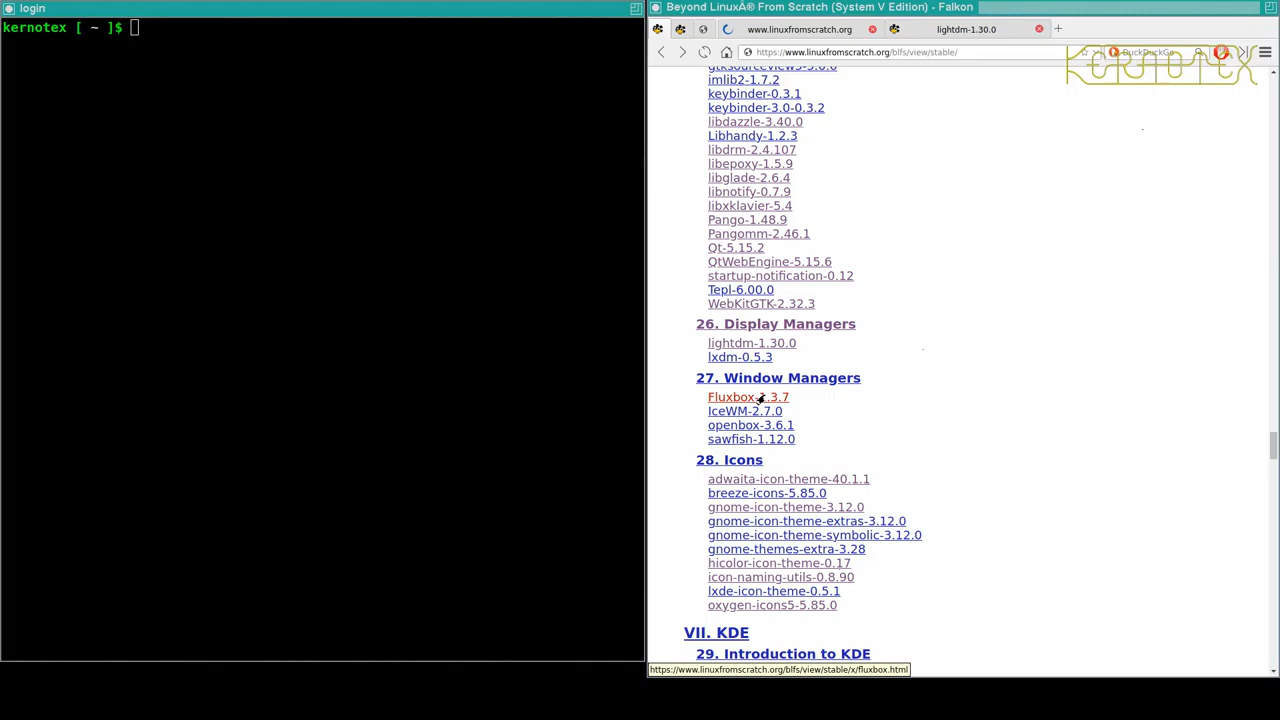 login
kernotex [ ~ ]$
Beyond LinuxÂ® From Scratch (System V Edition) - Falkon
www.linuxfromscratch.org
lightdm-1.30.0
https://www.linuxfromscratch.org/blfs/view/stable/
DuckDuckGo
KERNOTEX
gtksourceview5-5.0.0
imlib2-1.7.2
keybinder-0.3.1
keybinder-3.0-0.3.2
libdazzle-3.40.0
Libhandy-1.2.3
libdrm-2.4.107
libepoxy-1.5.9
libglade-2.6.4
libnotify-0.7.9
libxklavier-5.4
Pango-1.48.9
Pangomm-2.46.1
Qt-5.15.2
QtWebEngine-5.15.6
startup-notification-0.12
Tepl-6.00.0
WebKitGTK-2.32.3
26. Display Managers
lightdm-1.30.0
lxdm-0.5.3
27. Window Managers
Fluxbox-1.3.7
IceWM-2.7.0
openbox-3.6.1
sawfish-1.12.0
28. Icons
adwaita-icon-theme-40.1.1
breeze-icons-5.85.0
gnome-icon-theme-3.12.0
gnome-icon-theme-extras-3.12.0
gnome-icon-theme-symbolic-3.12.0
gnome-themes-extra-3.28
hicolor-icon-theme-0.17
icon-naming-utils-0.8.90
lxde-icon-theme-0.5.1
oxygen-icons5-5.85.0
VII. KDE
29. Introduction to KDE
https://www.linuxfromscratch.org/blfs/view/stable/x/fluxbox.html